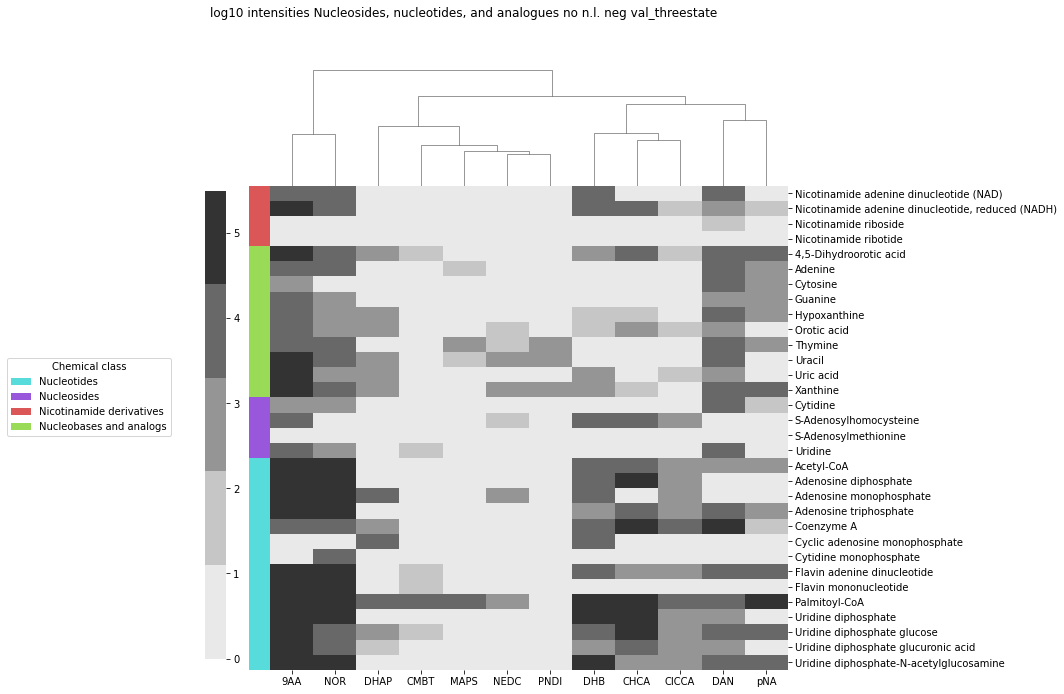 log10 intensities Nucleosides, nucleotides, and analogues no n.l. neg val_threestate
5
4
3
2
1
0
Chemical class
Nucleotides
Nucleosides
Nicotinamide derivatives
Nucleobases and analogs
Nicotinamide adenine dinucleotide (NAD)
Nicotinamide adenine dinucleotide, reduced (NADH)
Nicotinamide riboside
Nicotinamide ribotide
4,5-Dihydroorotic acid
Adenine
Cytosine
Guanine
Hypoxanthine
Orotic acid
Thymine
Uracil
Uric acid
Xanthine
Cytidine
S-Adenosylhomocysteine
S-Adenosylmethionine
Uridine
Acetyl-CoA
Adenosine diphosphate
Adenosine monophosphate
Adenosine triphosphate
Coenzyme A
Cyclic adenosine monophosphate
Cytidine monophosphate
Flavin adenine dinucleotide
Flavin mononucleotide
Palmitoyl-CoA
Uridine diphosphate
Uridine diphosphate glucose
Uridine diphosphate glucuronic acid
Uridine diphosphate-N-acetylglucosamine
9AA NOR DHAP CMBT MAPS NEDC PNDI DHB CHCA ClCCA DAN pNA